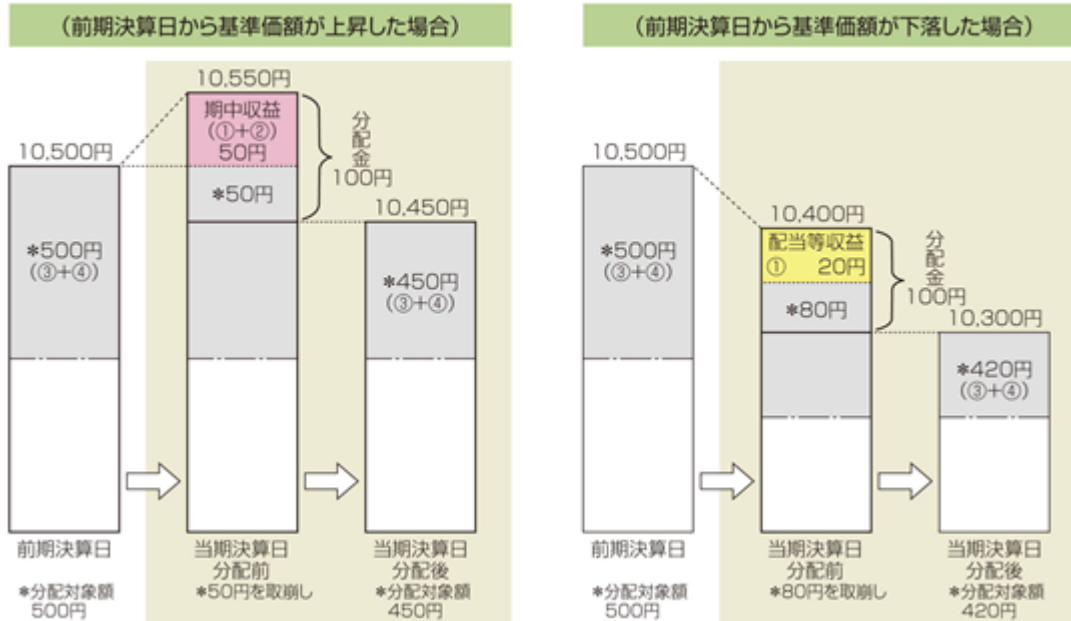 (前期決算日から基準価額が上昇した場合)
10,550円
期中収益
(①+②)
50円
分配金
100円
10,500円
*50円
10,450円
*500円
(③+④)
*450円
(③+④)
前期決算日
当期決算日
分配前
当期決算日
分配後
*分配対象額
500円
*50円を取崩し
*分配対象額
450円
(前期決算日から基準価額が下落した場合)
10,500円
10,400円
配当等収益
① 20円
分配金
100円
*500円
(③+④)
*80円
10,300円
*420円
(③+④)
前期決算日
当期決算日
分配前
当期決算日
分配後
*分配対象額
500円
*80円を取崩し
*分配対象額
420円